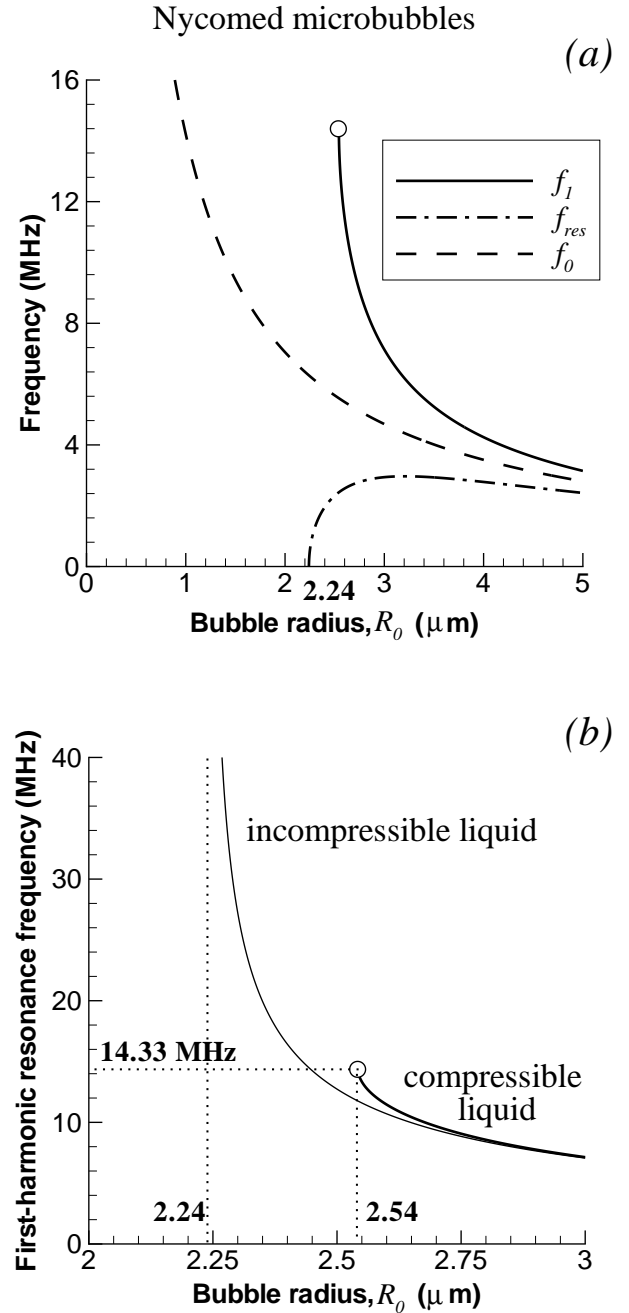 Nycomed microbubbles
(a)
16
12
8
4
0
Frequency (MHz)
f1
fres
f0
0 1 2 3 4 5
2.24
Bubble radius, R0 (μm)
(b)
40
30
20
10
0
First-harmonic resonance frequency (MHz)
incompressible liquid
14.33 MHz
compressible
liquid
2.24
2.54
2 2.25 2.5 2.75 3
Bubble radius, R0 (μm)